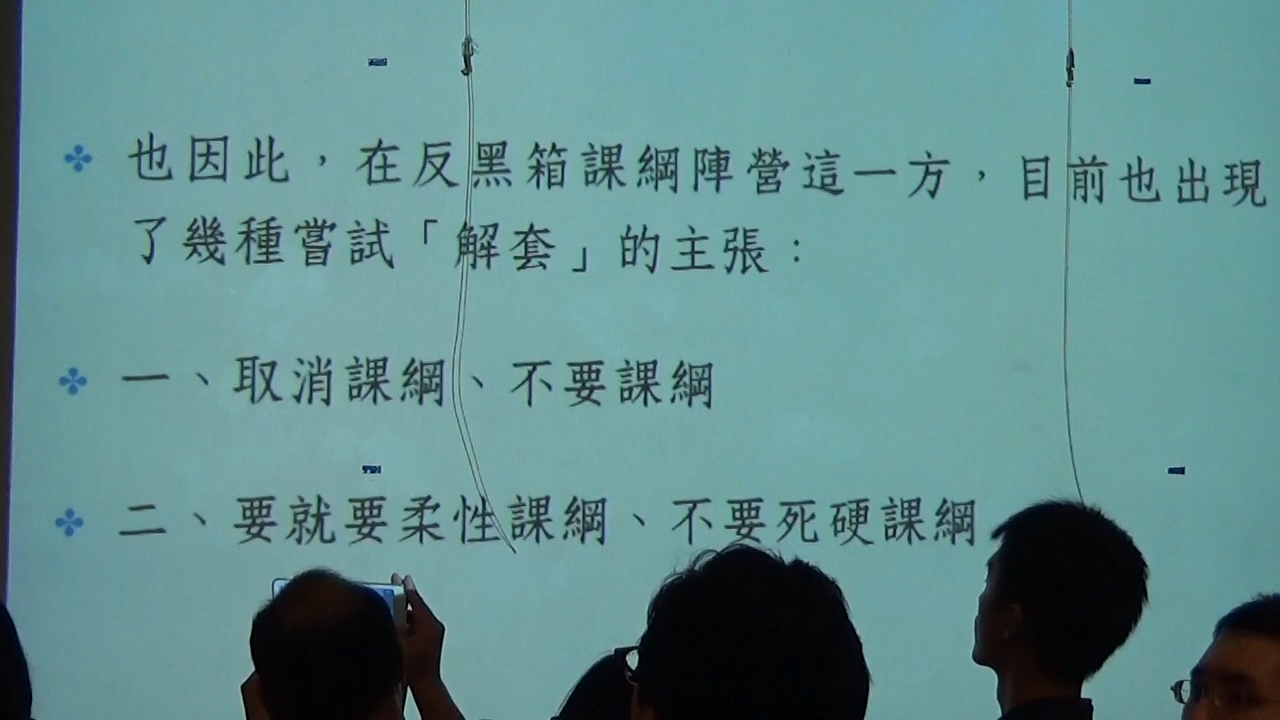 也因此，在反黑箱課綱陣營這一方，目前也出現
了幾種嘗試「解套」的主張：
一、取消課綱、不要課綱
二、要就要柔性課綱、不要死硬課綱